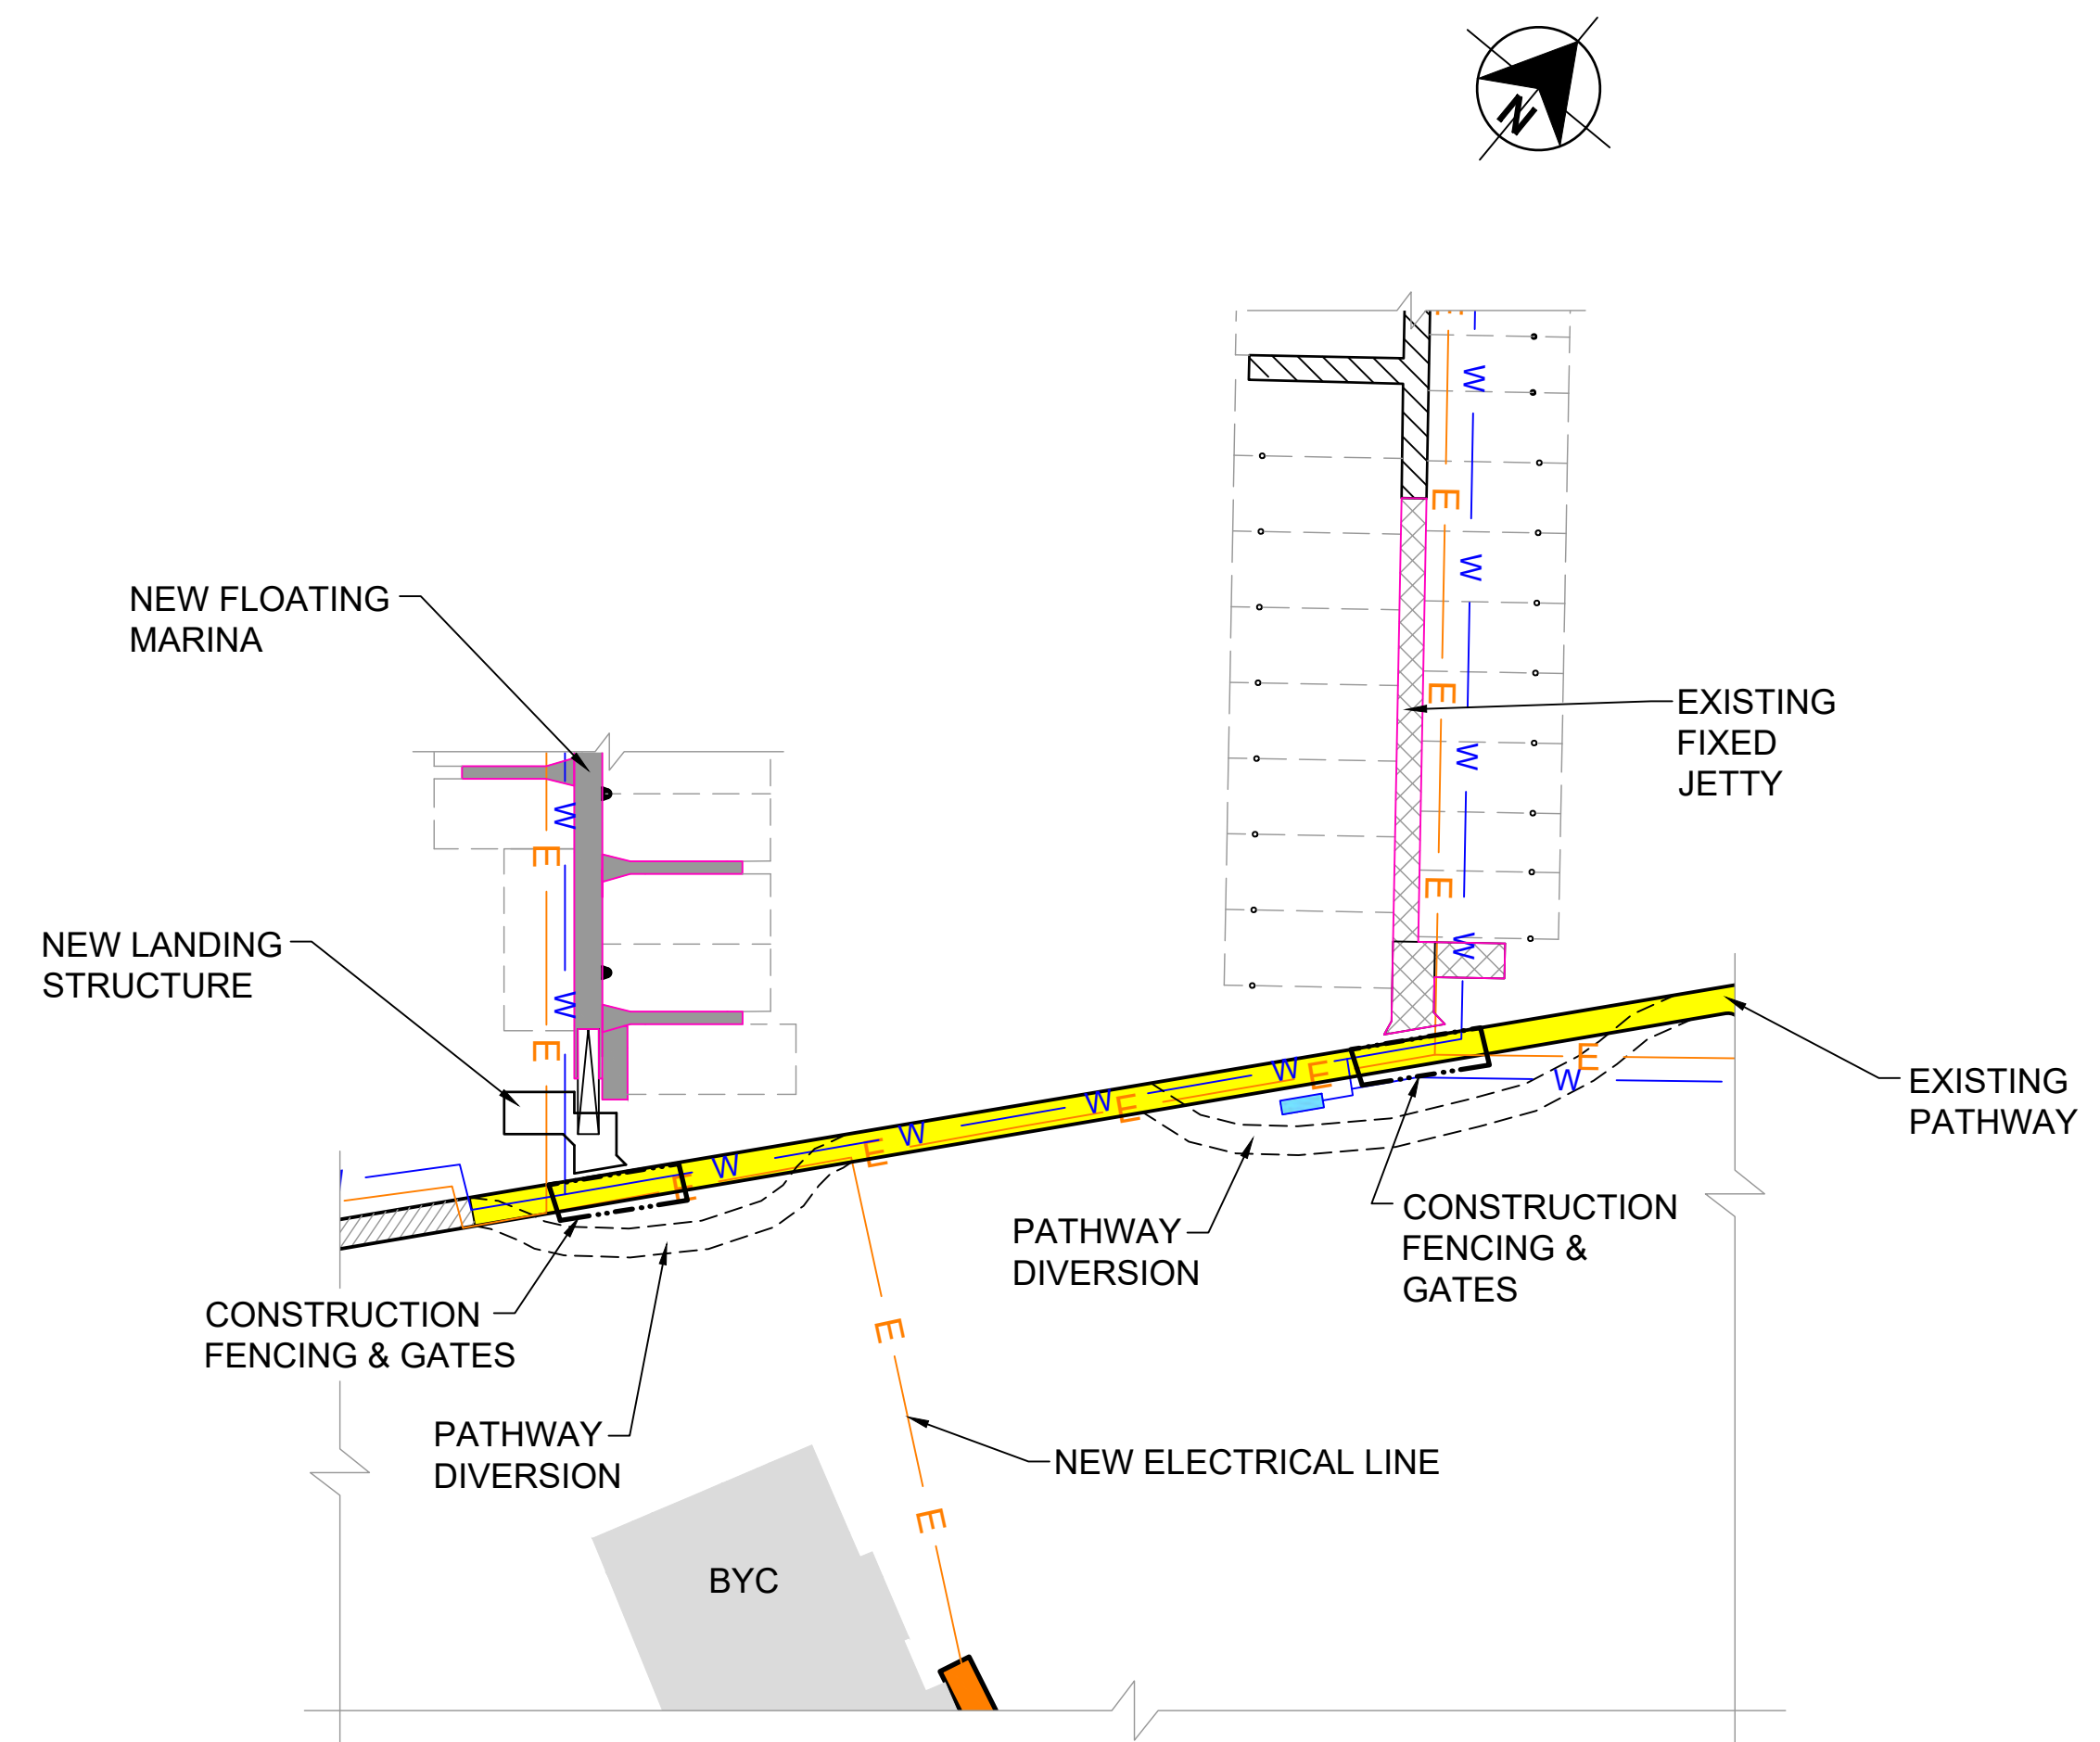 N
NEW FLOATING
MARINA
EXISTING
FIXED
JETTY
NEW LANDING
STRUCTURE
EXISTING
PATHWAY
CONSTRUCTION
FENCING &
GATES
PATHWAY
DIVERSION
CONSTRUCTION
FENCING & GATES
PATHWAY
DIVERSION
NEW ELECTRICAL LINE
BYC
E
W
E
W
E
W
E
W
W
E
W
E
W
E
W
E
W
E
W
E
W
E
W
E
E
E